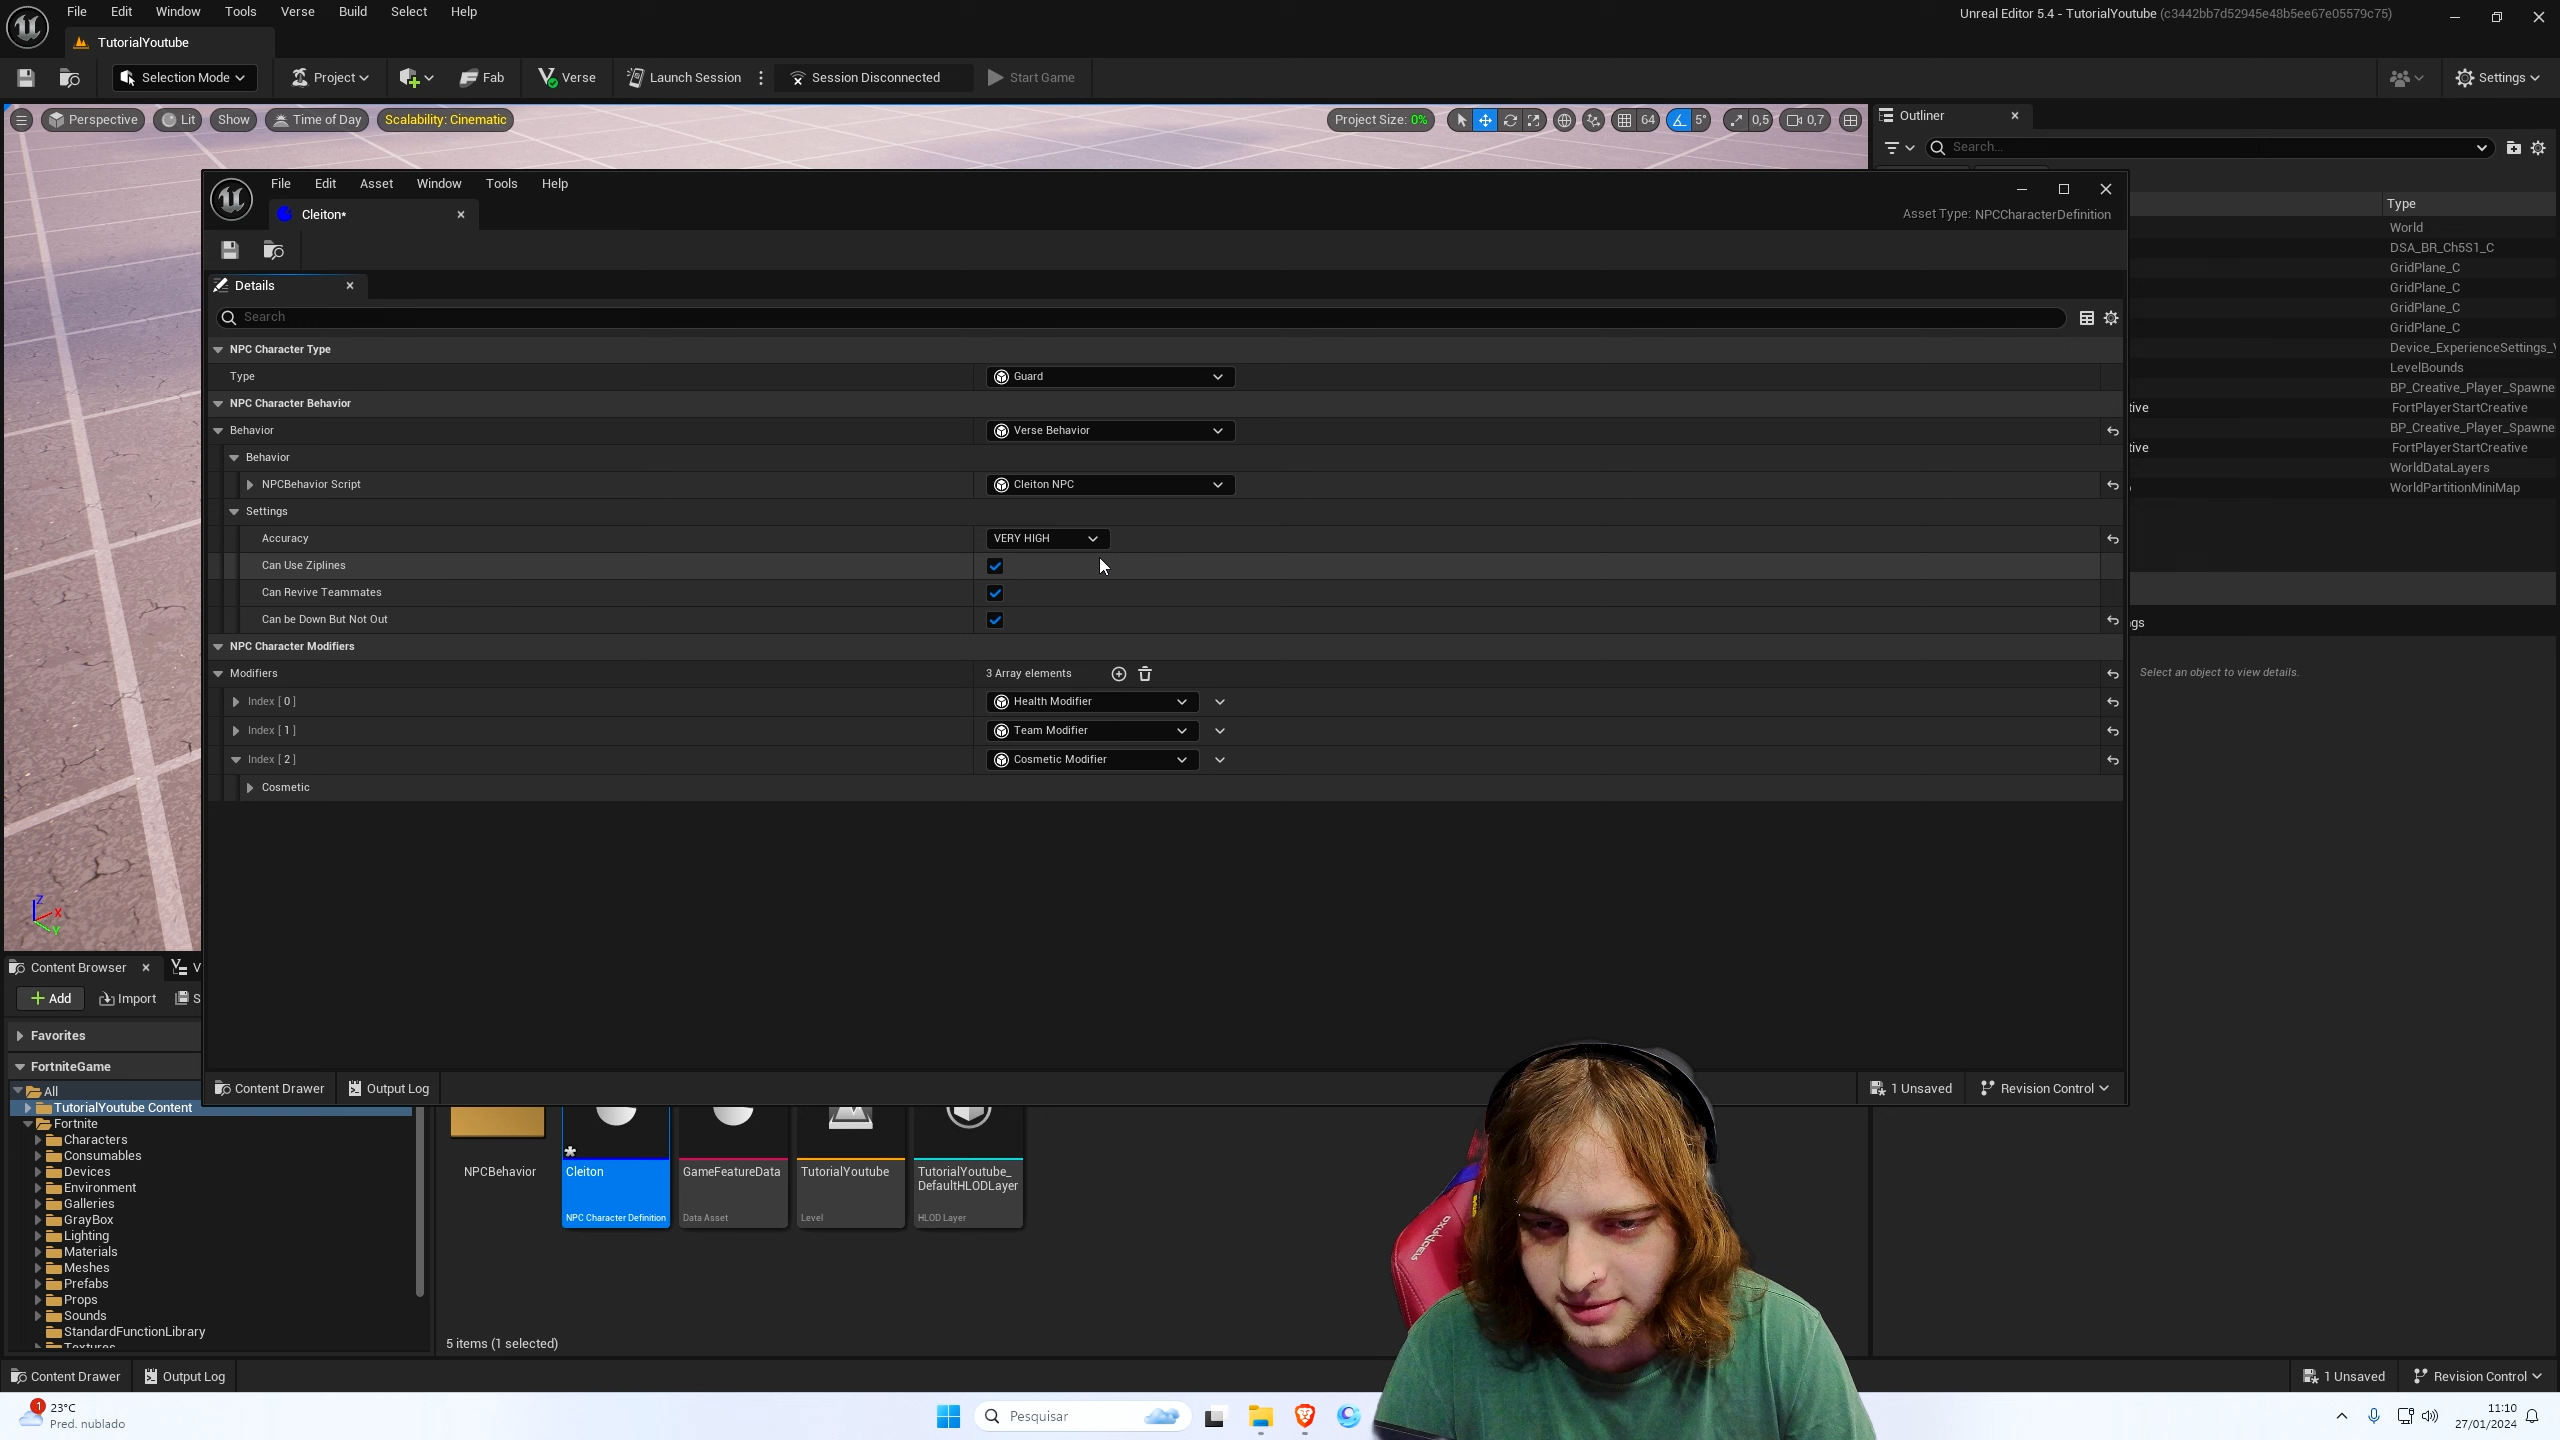 File Edit Window Tools Verse Build Select Help
Unreal Editor 5.4 - TutorialYoutube (c3442bb7d52945e48b5ee67e05579c75)
TutorialYoutube
Selection Mode Project Fab Verse Launch Session Session Disconnected Start Game Settings
Perspective Lit Show Time of Day Scalability: Cinematic Project Size: 0% 64 5° 0,5 0,7
Outliner
Search...
File Edit Asset Window Tools Help
Cleiton*
Asset Type: NPCCharacterDefinition
Type
World
DSA_BR_Ch5S1_C
GridPlane_C
GridPlane_C
GridPlane_C
GridPlane_C
Device_ExperienceSettings_
LevelBounds
BP_Creative_Player_Spawne
tive FortPlayerStartCreative
BP_Creative_Player_Spawne
tive FortPlayerStartCreative
WorldDataLayers
WorldPartitionMiniMap
gs
Select an object to view details.
Details
Search
NPC Character Type
Type Guard
NPC Character Behavior
Behavior Verse Behavior
Behavior
NPCBehavior Script Cleiton NPC
Settings
Accuracy VERY HIGH
Can Use Ziplines
Can Revive Teammates
Can be Down But Not Out
NPC Character Modifiers
Modifiers 3 Array elements
Index [ 0 ] Health Modifier
Index [ 1 ] Team Modifier
Index [ 2 ] Cosmetic Modifier
Cosmetic
Content Drawer Output Log 1 Unsaved Revision Control
Content Browser V
Add Import S
Favorites
FortniteGame
All
TutorialYoutube Content
Fortnite
Characters
Consumables
Devices
Environment
Galleries
GrayBox
Lighting
Materials
Meshes
Prefabs
Props
Sounds
StandardFunctionLibrary
Textures
NPCBehavior
Cleiton
NPC Character Definition
GameFeatureData
Data Asset
TutorialYoutube
Level
TutorialYoutube_
DefaultHLODLayer
HLOD Layer
5 items (1 selected)
Content Drawer Output Log 1 Unsaved Revision Control
1
23°C
Pred. nublado
Pesquisar
11:10
27/01/2024